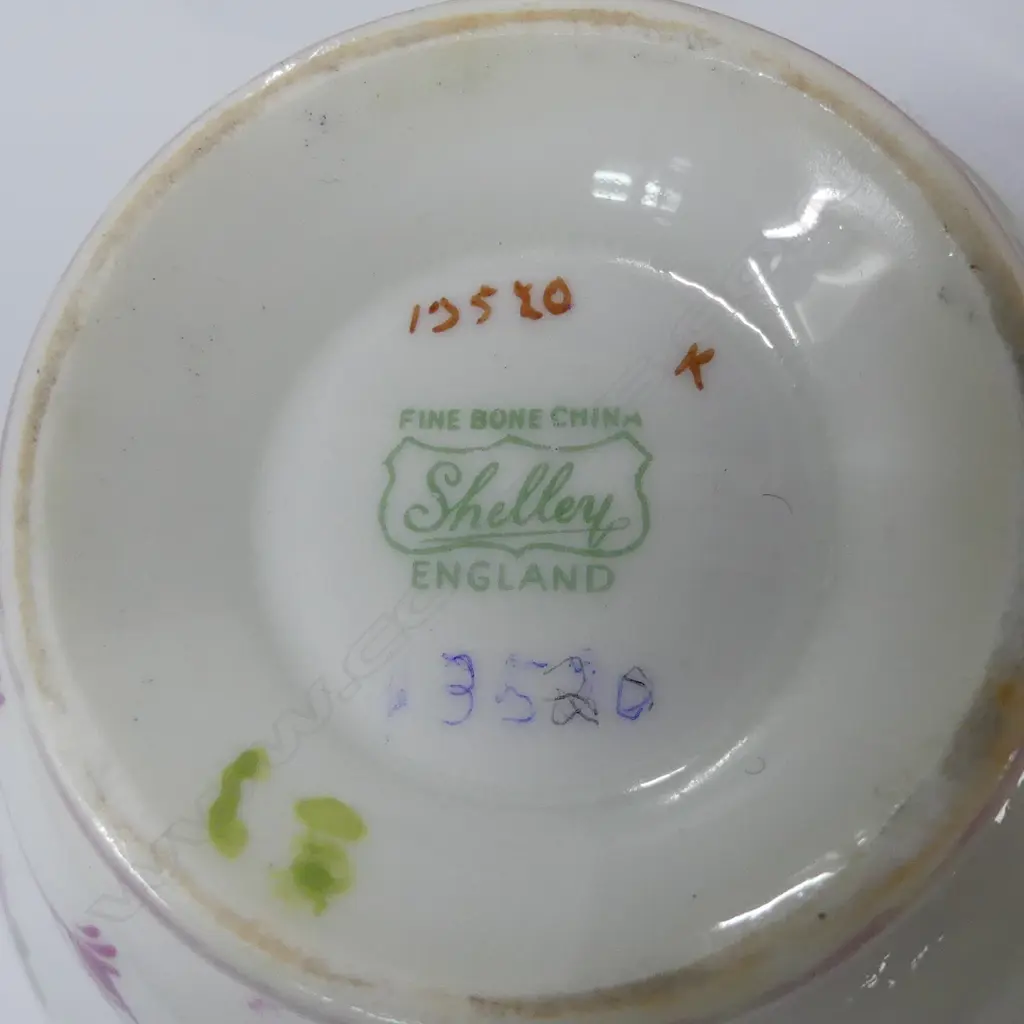 13520
K
FINE BONE CHINA
Shelley
ENGLAND
13520